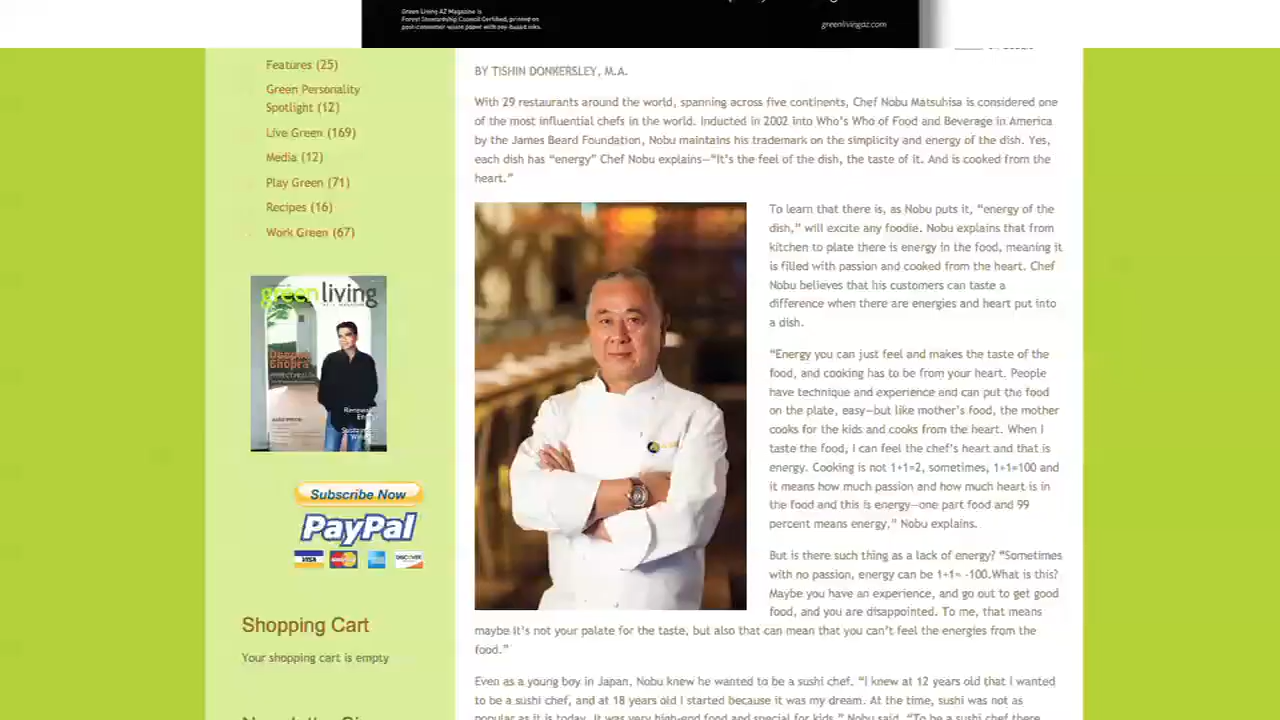 Green Living AZ Magazine is
Forest Stewardship Council Certified, printed on
post-consumer waste paper with soy-based inks.
greenlivingaz.com
Features (25)
Green Personality
Spotlight (12)
Live Green (169)
Media (12)
Play Green (71)
Recipes (16)
Work Green (67)
greenliving
Deepak
Chopra
Subscribe Now
PayPal
VISA
MasterCard
DISCOVER
Shopping Cart
Your shopping cart is empty
BY TISHIN DONKERSLEY, M.A.
With 29 restaurants around the world, spanning across five continents, Chef Nobu Matsuhisa is considered one
of the most influential chefs in the world. Inducted in 2002 into Who's Who of Food and Beverage in America
by the James Beard Foundation, Nobu maintains his trademark on the simplicity and energy of the dish. Yes,
each dish has “energy” Chef Nobu explains—“It's the feel of the dish, the taste of it. And is cooked from the
heart.”
To learn that there is, as Nobu puts it, “energy of the
dish,” will excite any foodie. Nobu explains that from
kitchen to plate there is energy in the food, meaning it
is filled with passion and cooked from the heart. Chef
Nobu believes that his customers can taste a
difference when there are energies and heart put into
a dish.
“Energy you can just feel and makes the taste of the
food, and cooking has to be from your heart. People
have technique and experience and can put the food
on the plate, easy—but like mother's food, the mother
cooks for the kids and cooks from the heart. When I
taste the food, I can feel the chef's heart and that is
energy. Cooking is not 1+1=2, sometimes, 1+1=100 and
it means how much passion and how much heart is in
the food and this is energy—one part food and 99
percent means energy,” Nobu explains.
But is there such thing as a lack of energy? “Sometimes
with no passion, energy can be 1+1= -100.What is this?
Maybe you have an experience, and go out to get good
food, and you are disappointed. To me, that means
maybe it's not your palate for the taste, but also that can mean that you can't feel the energies from the
food.”
Even as a young boy in Japan, Nobu knew he wanted to be a sushi chef. “I knew at 12 years old that I wanted
to be a sushi chef, and at 18 years old I started because it was my dream. At the time, sushi was not as
popular as it is today. It was very high-end food and special for kids,” Nobu said. “To be a sushi chef there